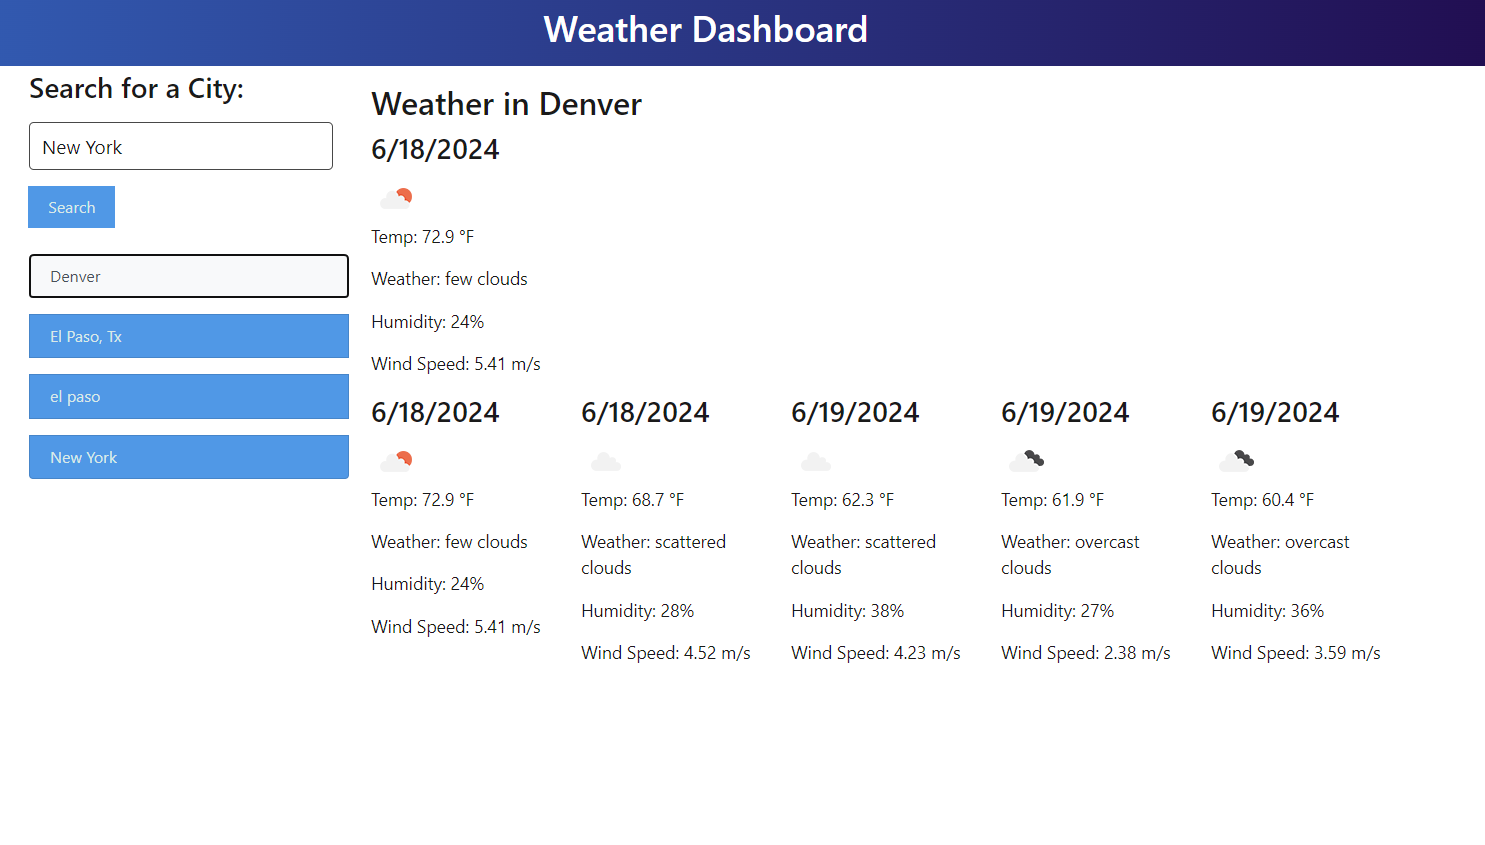 Weather Dashboard
Search for a City:
New York
Search
Denver
El Paso, Tx
el paso
New York
Weather in Denver
6/18/2024
Temp: 72.9 °F
Weather: few clouds
Humidity: 24%
Wind Speed: 5.41 m/s
6/18/2024
Temp: 72.9 °F
Weather: few clouds
Humidity: 24%
Wind Speed: 5.41 m/s
6/18/2024
Temp: 68.7 °F
Weather: scattered
clouds
Humidity: 28%
Wind Speed: 4.52 m/s
6/19/2024
Temp: 62.3 °F
Weather: scattered
clouds
Humidity: 38%
Wind Speed: 4.23 m/s
6/19/2024
Temp: 61.9 °F
Weather: overcast
clouds
Humidity: 27%
Wind Speed: 2.38 m/s
6/19/2024
Temp: 60.4 °F
Weather: overcast
clouds
Humidity: 36%
Wind Speed: 3.59 m/s